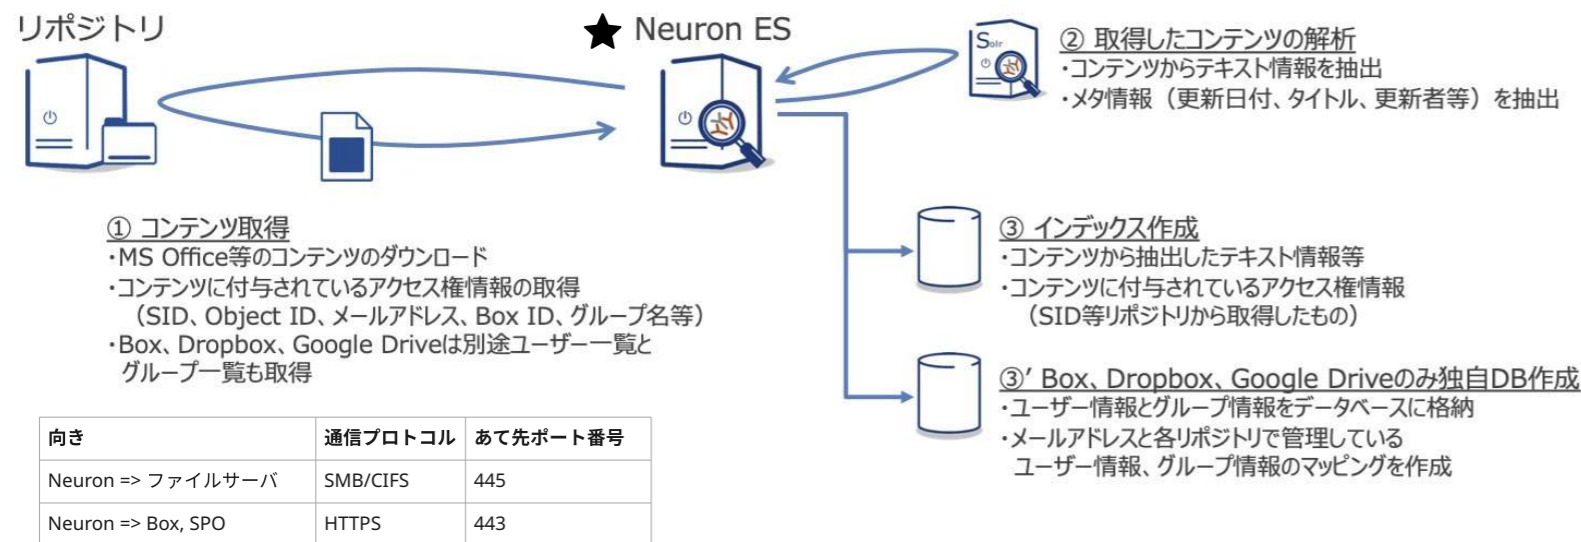 リポジトリ
★ Neuron ES
Solr
② 取得したコンテンツの解析
・コンテンツからテキスト情報を抽出
・メタ情報（更新日付、タイトル、更新者等）を抽出
① コンテンツ取得
・MS Office等のコンテンツのダウンロード
・コンテンツに付与されているアクセス権情報の取得
（SID、Object ID、メールアドレス、Box ID、グループ名等）
・Box、Dropbox、Google Driveは別途ユーザー一覧と
グループ一覧も取得
③ インデックス作成
・コンテンツから抽出したテキスト情報等
・コンテンツに付与されているアクセス権情報
（SID等リポジトリから取得したもの）
③’ Box、Dropbox、Google Driveのみ独自DB作成
・ユーザー情報とグループ情報をデータベースに格納
・メールアドレスと各リポジトリで管理している
ユーザー情報、グループ情報のマッピングを作成
向き 通信プロトコル あて先ポート番号
Neuron => ファイルサーバ SMB/CIFS 445
Neuron => Box, SPO HTTPS 443